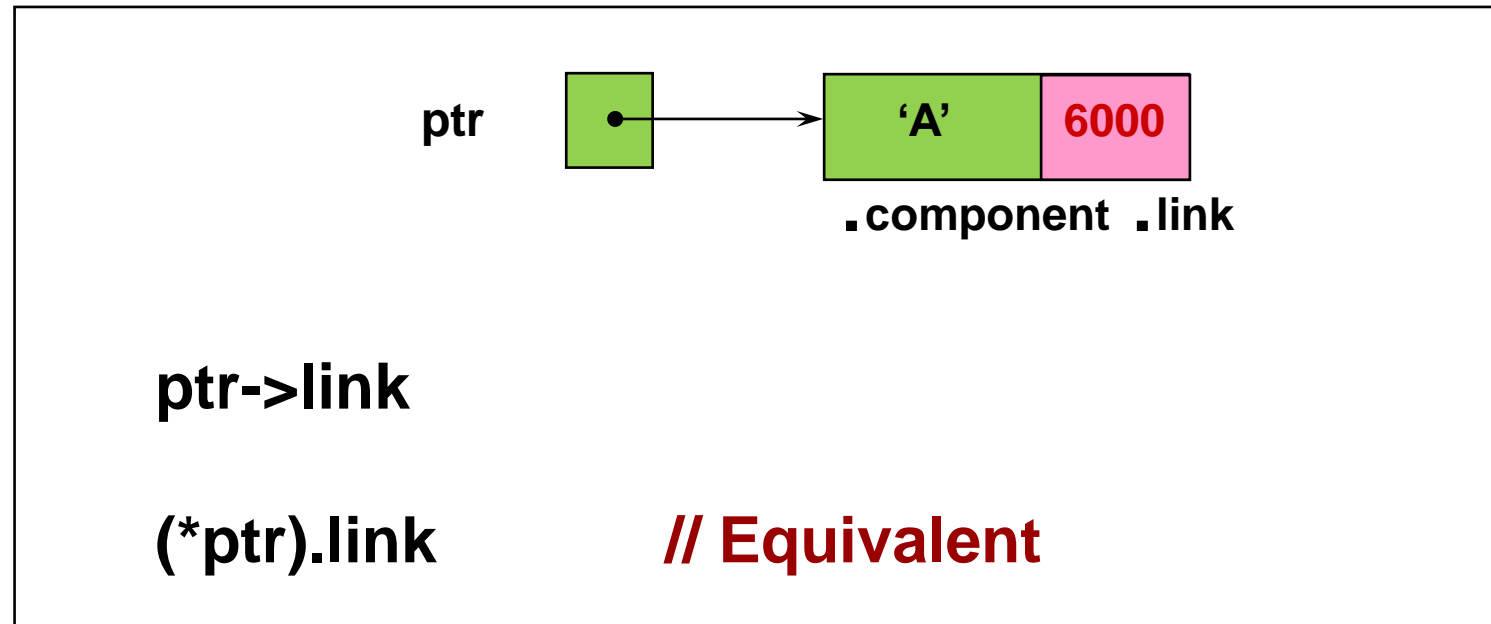 ptr ‘A’ 6000
.component .link
ptr->link
(*ptr).link // Equivalent